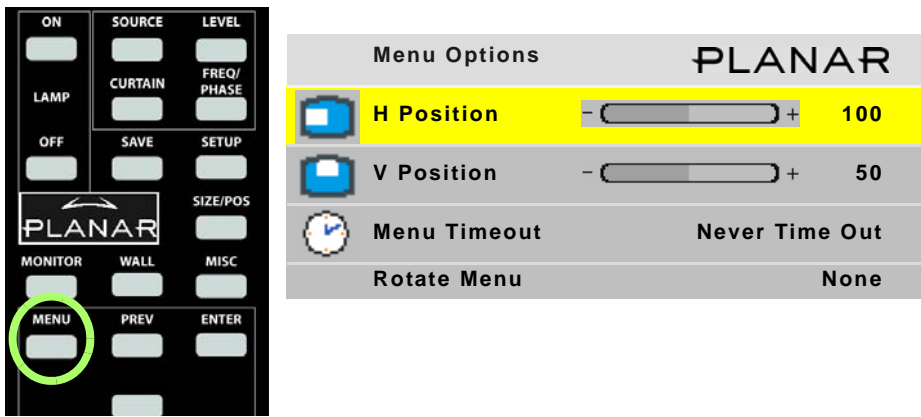 ON SOURCE LEVEL
LAMP CURTAIN FREQ/
PHASE
OFF SAVE SETUP
PLANAR SIZE/POS
MONITOR WALL MISC
MENU PREV ENTER
Menu Options PLANAR
H Position - + 100
V Position - + 50
Menu Timeout Never Time Out
Rotate Menu None